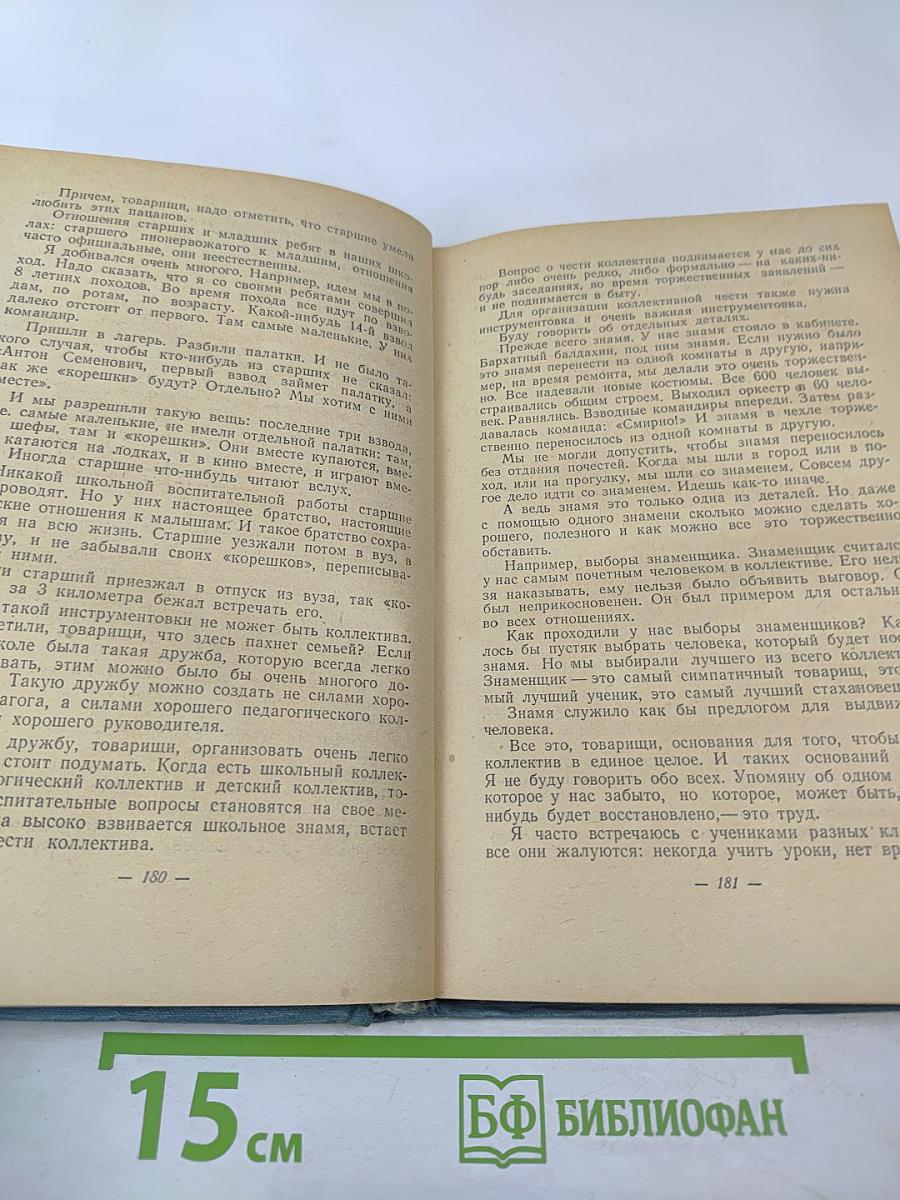 Причем, товарищи, надо отметить, что старшие умели
любить этих пацанов.
Отношения старших и младших ребят в наших шко-
лах: старшего пионервожатого к младшим, отношения
часто официальные, они неестественны.
Я добивался очень многого. Например, идем мы в по-
ход. Надо сказать, что я со своими ребятами совершил
8 летних походов. Во время похода все идут по взво-
дам, по ротам, по возрасту. Какой-нибудь 14-й взвод
далеко отстоит от первого. Там самые маленькие. У них
командир.
Пришли в лагерь. Разбили палатки. И не было та-
кого случая, чтобы кто-нибудь из старших не сказал:
«Антон Семенович, первый взвод займет палатку, а
ак же «корешки» будут? Отдельно? Мы хотим с ними
месте».
И мы разрешили такую вещь: последние три взвода,
е. самые маленькие, не имели отдельной палатки: там,
шефы, там и «корешки». Они вместе купаются, вме-
катаются на лодках, и в кино вместе, и играют вме-
Иногда старшие что-нибудь читают вслух.
Никакой школьной воспитательной работы старшие
роводят. Но у них настоящее братство, настоящие
ские отношения к малышам. И такое братство сохра-
я на всю жизнь. Старшие уезжали потом в вуз, в
у, и не забывали своих «корешков», переписыва-
ними.
и старший приезжал в отпуск из вуза, так «ко-
за 3 километра бежал встречать его.
такой инструментовки не может быть коллектива.
етили, товарищи, что здесь пахнет семьей? Если
коле была такая дружба, которую всегда легко
вать, этим можно было бы очень многого до-
Такую дружбу можно создать не силами хоро-
агога, а силами хорошего педагогического кол-
и хорошего руководителя.
дружбу, товарищи, организовать очень легко
стоит подумать. Когда есть школьный коллек-
огический коллектив и детский коллектив, то-
спитательные вопросы становятся на свое ме-
а высоко взвивается школьное знамя, встает
ести коллектива.
— 180 —
Вопрос о чести коллектива поднимается у нас до сих
пор либо очень редко, либо формально — на каких-ни-
будь заседаниях, во время торжественных заявлений —
и не поднимается в быту.
Для организации коллективной чести также нужна
инструментовка и очень важная инструментовка.
Буду говорить об отдельных деталях.
Прежде всего знамя. У нас знамя стояло в кабинете.
Бархатный балдахин, под ним знамя. Если нужно было
это знамя перенести из одной комнаты в другую, напри-
мер, на время ремонта, мы делали это очень торжествен-
но. Все надевали новые костюмы. Все 600 человек вы-
страивались общим строем. Выходил оркестр в 60 чело-
век. Равнялись. Взводные командиры впереди. Затем раз-
давалась команда: «Смирно!» И знамя в чехле торже-
ственно переносилось из одной комнаты в другую.
Мы не могли допустить, чтобы знамя переносилось
без отдания почестей. Когда мы шли в город или в по-
ход, или на прогулку, мы шли со знаменем. Совсем дру-
гое дело идти со знаменем. Идешь как-то иначе.
А ведь знамя это только одна из деталей. Но даже
с помощью одного знамени сколько можно сделать хо-
рошего, полезного и как можно все это торжественно
обставить.
Например, выборы знаменщика. Знаменщик считалс
у нас самым почетным человеком в коллективе. Его нел
зя наказывать, ему нельзя было объявить выговор. О
был неприкосновенен. Он был примером для остальн
во всех отношениях.
Как проходили у нас выборы знаменщиков? Ка
лось бы пустяк выбрать человека, который будет нос
знамя. Но мы выбирали лучшего из всего коллект
Знаменщик — это самый симпатичный товарищ, это
мый лучший ученик, это самый лучший стахановец
Знамя служило как бы предлогом для выдвиж
человека.
Все это, товарищи, основания для того, чтобы
коллектив в единое целое. И таких оснований
Я не буду говорить обо всех. Упомяну об одном
которое у нас забыто, но которое, может быть,
нибудь будет восстановлено,— это труд.
Я часто встречаюсь с учениками разных кл
все они жалуются: некогда учить уроки, нет вр
— 181 —
15 см
БФ БИБЛИОФАН